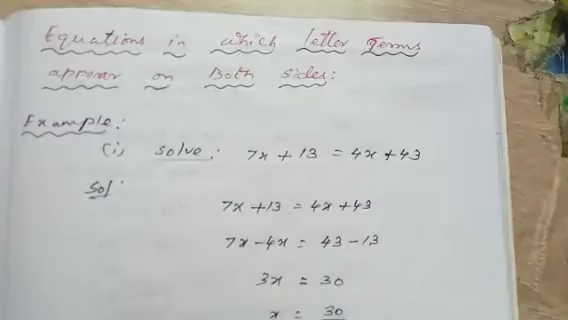 Equations in which letter Terms
appear on Both sides:
Example:
(i) solve: 7x + 13 = 4x + 43
Sol:
7x + 13 = 4x + 43
7x - 4x = 43 - 13
3x = 30
x = 30